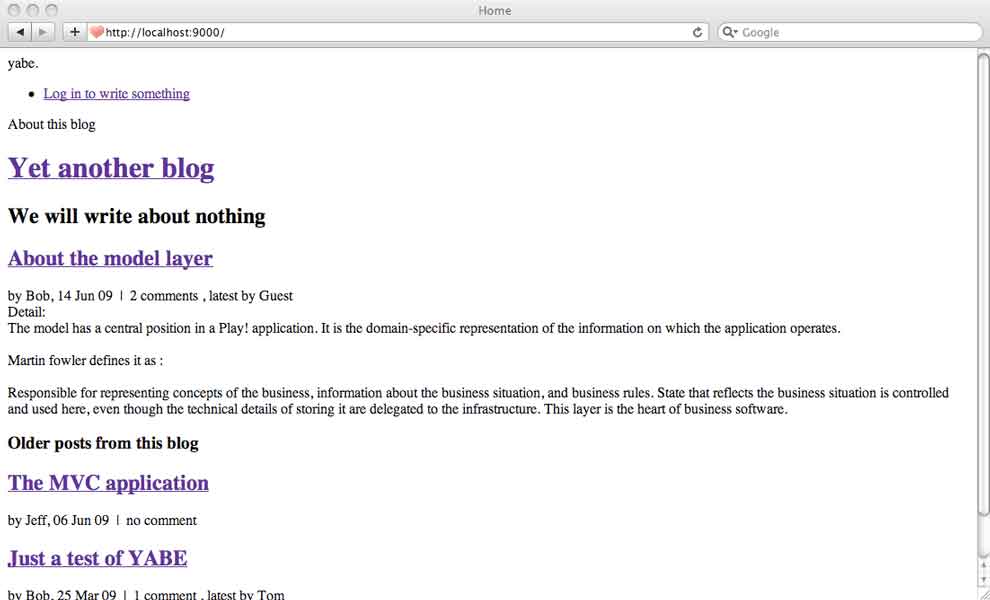 Home
http://localhost:9000/
Google
yabe.
Log in to write something
About this blog
Yet another blog
We will write about nothing
About the model layer
by Bob, 14 Jun 09 | 2 comments , latest by Guest
Detail:
The model has a central position in a Play! application. It is the domain-specific representation of the information on which the application operates.
Martin fowler defines it as :
Responsible for representing concepts of the business, information about the business situation, and business rules. State that reflects the business situation is controlled
and used here, even though the technical details of storing it are delegated to the infrastructure. This layer is the heart of business software.
Older posts from this blog
The MVC application
by Jeff, 06 Jun 09 | no comment
Just a test of YABE
by Bob, 25 Mar 09 | 1 comment , latest by Tom